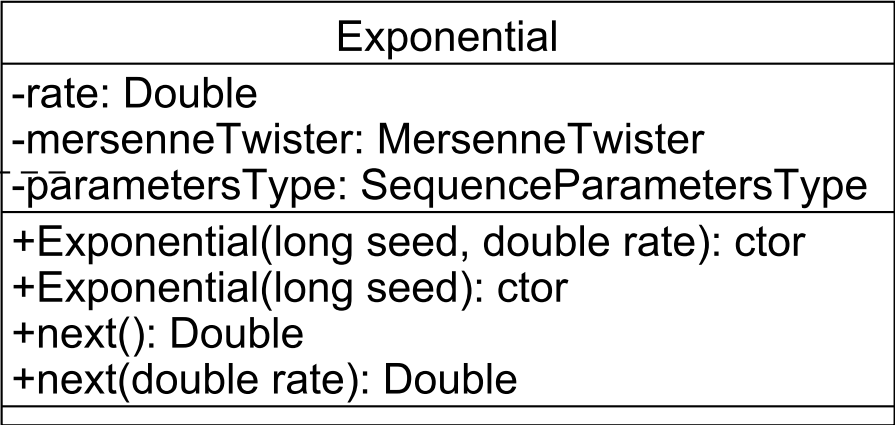 Exponential
-rate: Double
-mersenneTwister: MersenneTwister
-parametersType: SequenceParametersType
+Exponential(long seed, double rate): ctor
+Exponential(long seed): ctor
+next(): Double
+next(double rate): Double